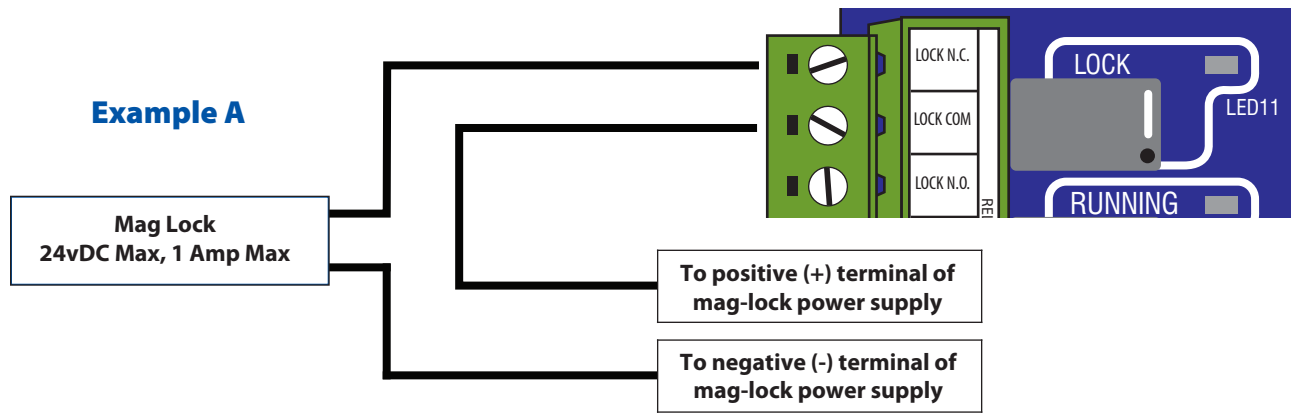 Example A
Mag Lock
24vDC Max, 1 Amp Max
LOCK N.C.
LOCK COM
LOCK N.O.
LOCK
LED11
RUNNING
To positive (+) terminal of
mag-lock power supply
To negative (-) terminal of
mag-lock power supply